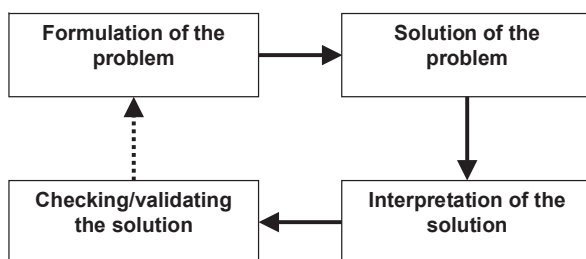 Formulation of the
problem
Solution of the
problem
Checking/validating
the solution
Interpretation of the
solution